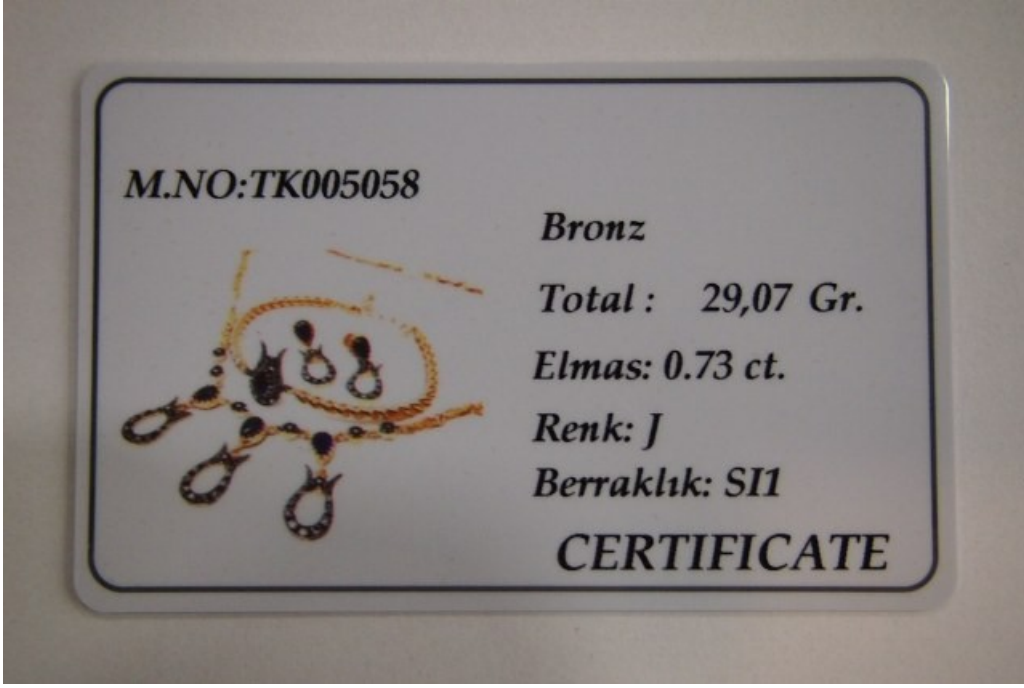 M.NO:TK005058
Bronz
Total : 29,07 Gr.
Elmas: 0.73 ct.
Renk: J
Berraklık: SI1
CERTIFICATE